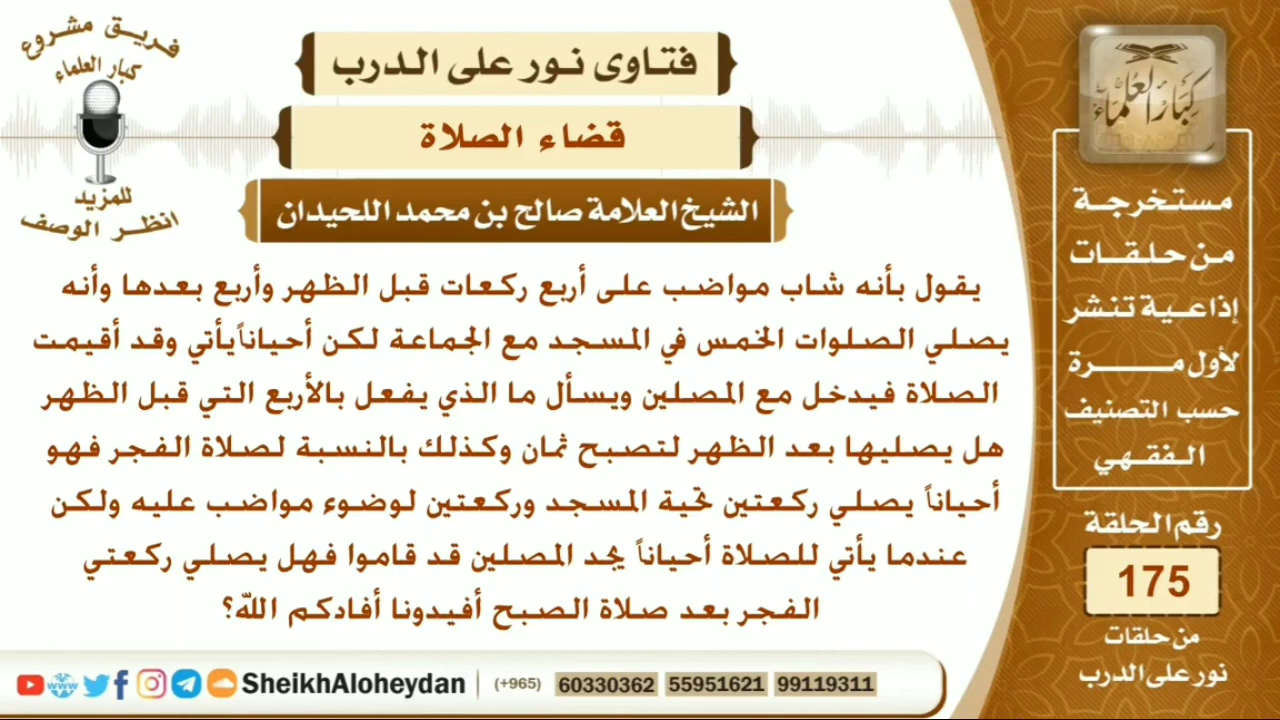 فريق مشروع
كبار العلماء
للمزيد
انظر الوصف
فتاوى نور على الدرب
قضاء الصلاة
الشيخ العلامة صالح بن محمد اللحيدان
يقول بأنه شاب مواضب على أربع ركعات قبل الظهر وأربع بعدها وأنه
يصلي الصلوات الخمس في المسجد مع الجماعة لكن أحياناً يأتي وقد أقيمت
الصلاة فيدخل مع المصلين ويسأل ما الذي يفعل بالأربع التي قبل الظهر
هل يصليها بعد الظهر لتصبح ثمان وكذلك بالنسبة لصلاة الفجر فهو
أحياناً يصلي ركعتين تحية المسجد وركعتين لوضوء مواضب عليه ولكن
عندما يأتي للصلاة أحياناً يجد المصلين قد قاموا فهل يصلي ركعتي
الفجر بعد صلاة الصبح أفيدونا أفادكم الله؟
كبار العلماء
مستخرجة
من حلقات
إذاعية تنشر
لأول مرة
حسب التصنيف
الفقهي
رقم الحلقة
175
من حلقات
نور على الدرب
www SheikhAloheydan (+965) 60330362 55951621 99119311